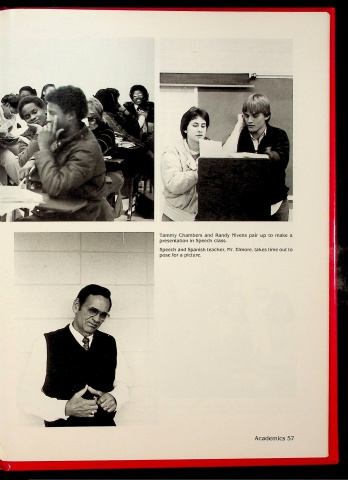 Tammy Chambers and Randy Nivens pair up to make a
presentation in Speech class.
Speech and Spanish teacher, Mr. Elmore, takes time out to
pose for a picture.
Academics 57